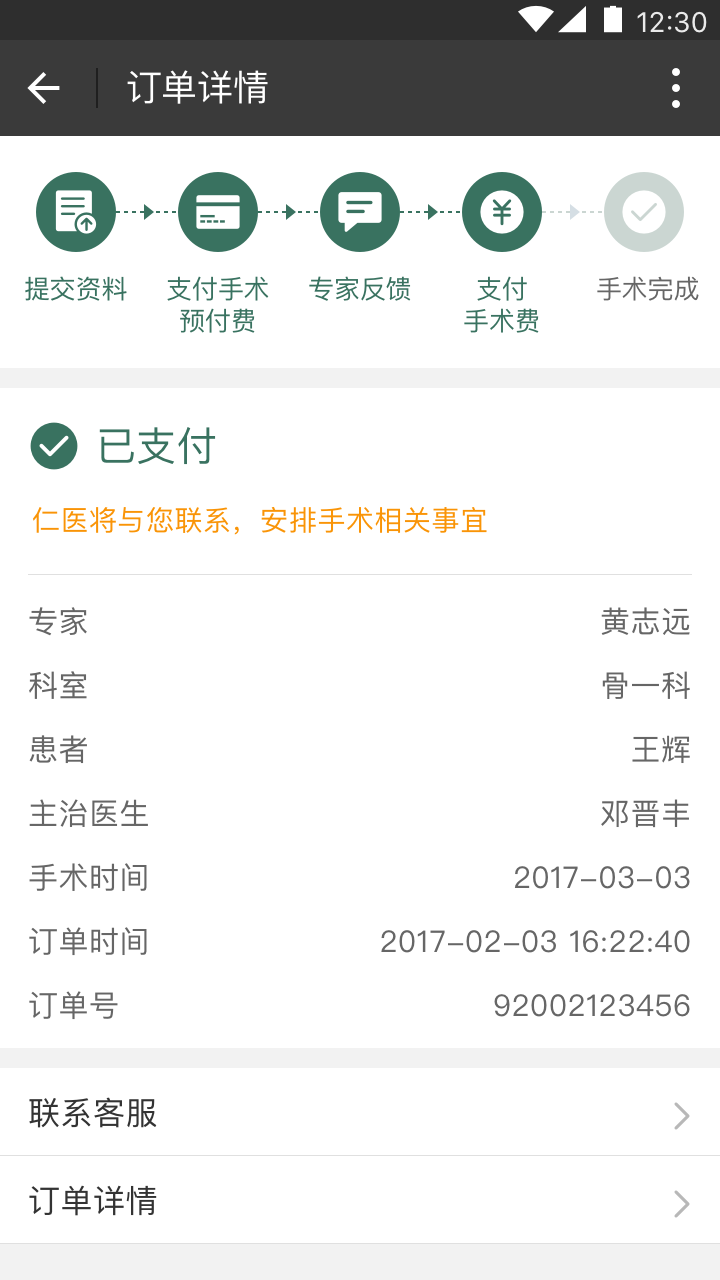 12:30
订单详情
提交资料
支付手术
预付费
专家反馈
支付
手术费
手术完成
已支付
仁医将与您联系，安排手术相关事宜
专家 黄志远
科室 骨一科
患者 王辉
主治医生 邓晋丰
手术时间 2017-03-03
订单时间 2017-02-03 16:22:40
订单号 92002123456
联系客服
订单详情